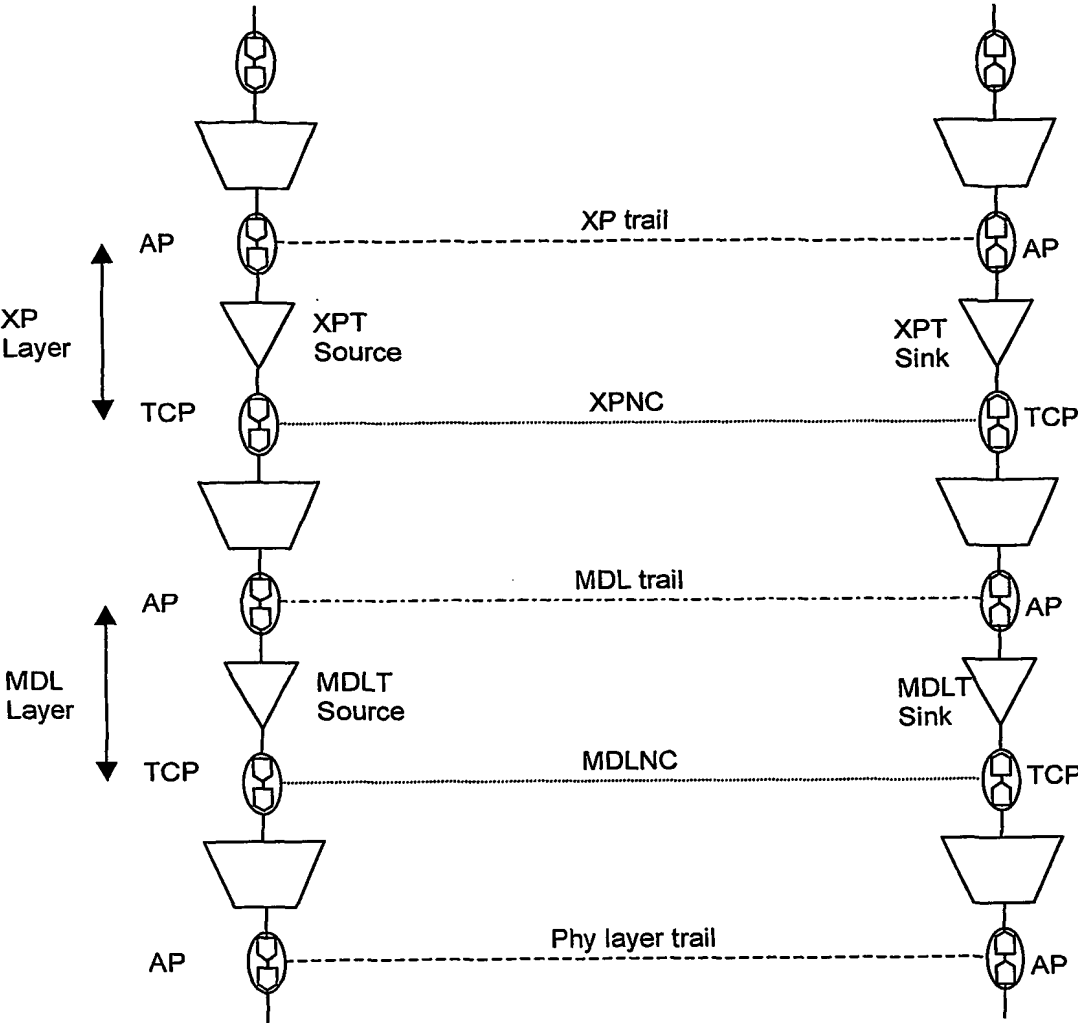 XP trail
AP
AP
XP
Layer
XPT
Source
XPT
Sink
XPNC
TCP
TCP
MDL trail
AP
AP
MDL
Layer
MDLT
Source
MDLT
Sink
MDLNC
TCP
TCP
Phy layer trail
AP
AP